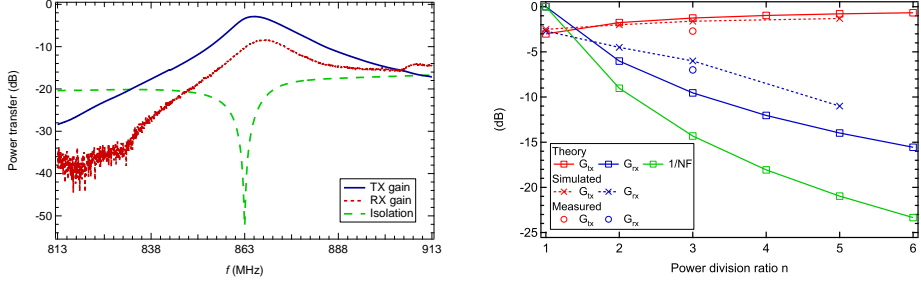 0
-10
-20
-30
-40
-50
Power transfer (dB)
TX gain
RX gain
Isolation
813
838
863
888
913
f (MHz)
0
-5
-10
-15
-20
-25
(dB)
Theory
Gtx Grx 1/NF
Simulated
Gtx Grx
Measured
Gtx Grx
1 2 3 4 5 6
Power division ratio n